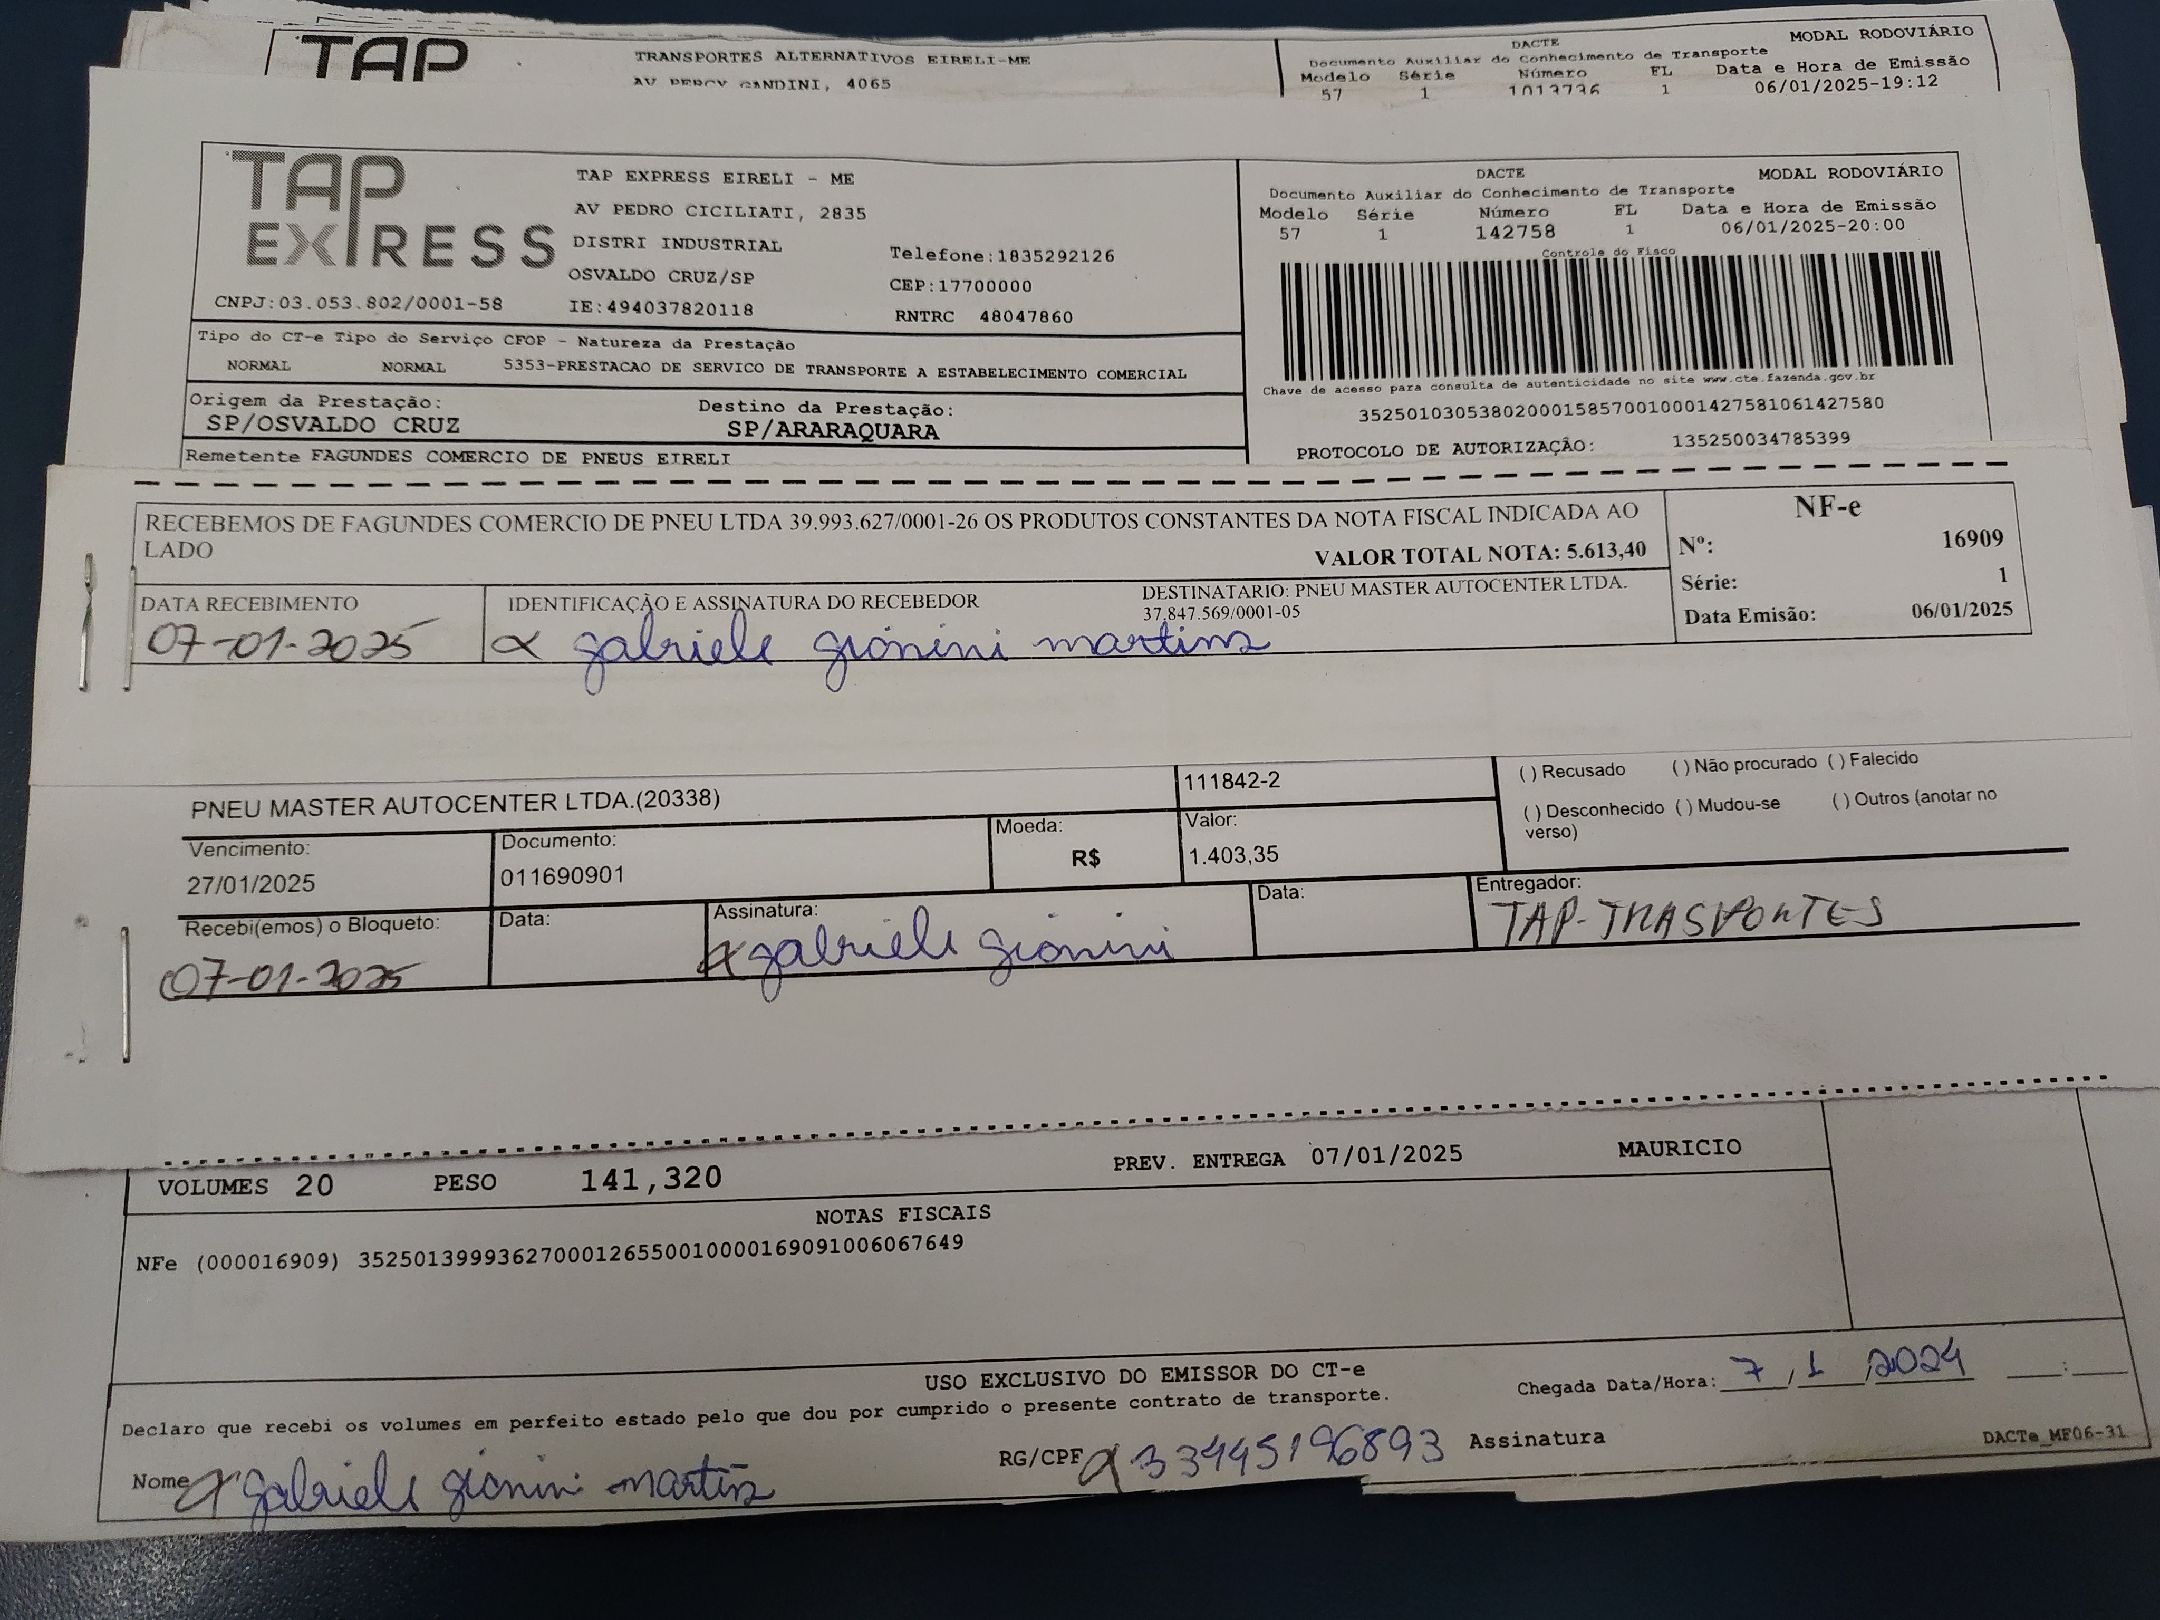 TAP
TRANSPORTES ALTERNATIVOS EIRELI-ME
AV PERCY GANDINI, 4065
DACTE MODAL RODOVIÁRIO
Documento Auxiliar do Conhecimento de Transporte
Modelo Série Número FL Data e Hora de Emissão
57 1 1013736 1 06/01/2025-19:12
TAP EXPRESS
TAP EXPRESS EIRELI - ME
AV PEDRO CICILIATI, 2835
DISTRI INDUSTRIAL Telefone:1835292126
OSVALDO CRUZ/SP CEP:17700000
CNPJ:03.053.802/0001-58 IE:494037820118 RNTRC 48047860
DACTE MODAL RODOVIÁRIO
Documento Auxiliar do Conhecimento de Transporte
Modelo Série Número FL Data e Hora de Emissão
57 1 142758 1 06/01/2025-20:00
Controle do Fisco
Chave de acesso para consulta de autenticidade no site www.cte.fazenda.gov.br
35250103053802000158570010001427581061427580
PROTOCOLO DE AUTORIZAÇÃO: 135250034785399
Tipo do CT-e Tipo do Serviço CFOP - Natureza da Prestação
NORMAL NORMAL 5353-PRESTACAO DE SERVICO DE TRANSPORTE A ESTABELECIMENTO COMERCIAL
Origem da Prestação: Destino da Prestação:
SP/OSVALDO CRUZ SP/ARARAQUARA
Remetente FAGUNDES COMERCIO DE PNEUS EIRELI
RECEBEMOS DE FAGUNDES COMERCIO DE PNEU LTDA 39.993.627/0001-26 OS PRODUTOS CONSTANTES DA NOTA FISCAL INDICADA AO
LADO
VALOR TOTAL NOTA: 5.613,40
NF-e
Nº: 16909
Série: 1
Data Emissão: 06/01/2025
DATA RECEBIMENTO IDENTIFICAÇÃO E ASSINATURA DO RECEBEDOR DESTINATARIO: PNEU MASTER AUTOCENTER LTDA.
37.847.569/0001-05
07-01-2025 gabriele gionini martins
PNEU MASTER AUTOCENTER LTDA.(20338) 111842-2
( ) Recusado ( ) Não procurado ( ) Falecido
( ) Desconhecido ( ) Mudou-se ( ) Outros (anotar no
verso)
Vencimento: Documento: Moeda: Valor:
27/01/2025 011690901 R$ 1.403,35
Recebi(emos) o Bloqueto: Data: Assinatura: Data: Entregador:
07-01-2025 gabriele gionini TAP-TRASPORTES
VOLUMES 20 PESO 141,320 PREV. ENTREGA 07/01/2025 MAURICIO
NOTAS FISCAIS
NFe (000016909) 35250139993627000126550010000169091006067649
USO EXCLUSIVO DO EMISSOR DO CT-e
Declaro que recebi os volumes em perfeito estado pelo que dou por cumprido o presente contrato de transporte.
Chegada Data/Hora: 7/1/2024 :
Nome gabriele gionini martins RG/CPF 33445196893 Assinatura
DACTe_MF06-31